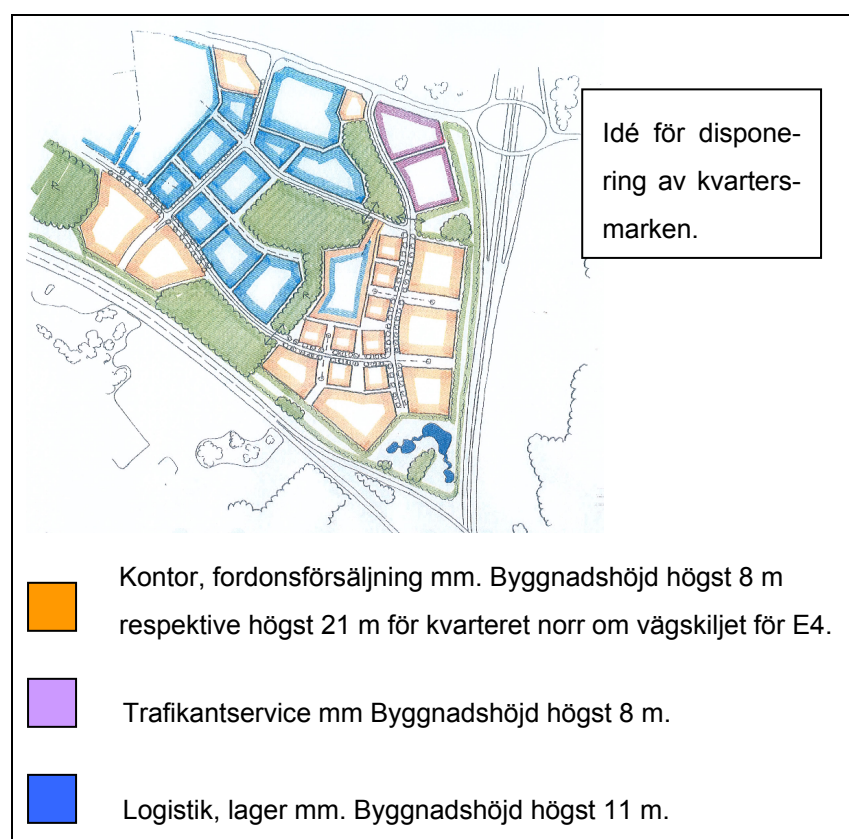 Idé för dispone-
ring av kvarters-
marken.
Kontor, fordonsförsäljning mm. Byggnadshöjd högst 8 m
respektive högst 21 m för kvarteret norr om vägskiljet för E4.
Trafikantservice mm Byggnadshöjd högst 8 m.
Logistik, lager mm. Byggnadshöjd högst 11 m.